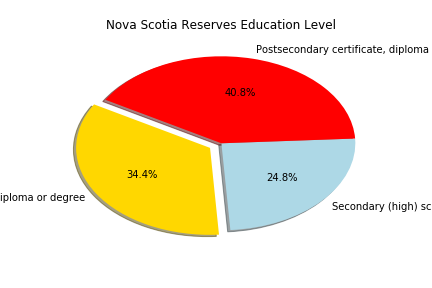 Nova Scotia Reserves Education Level
Postsecondary certificate, diploma
40.8%
34.4%
24.8%
diploma or degree
Secondary (high)